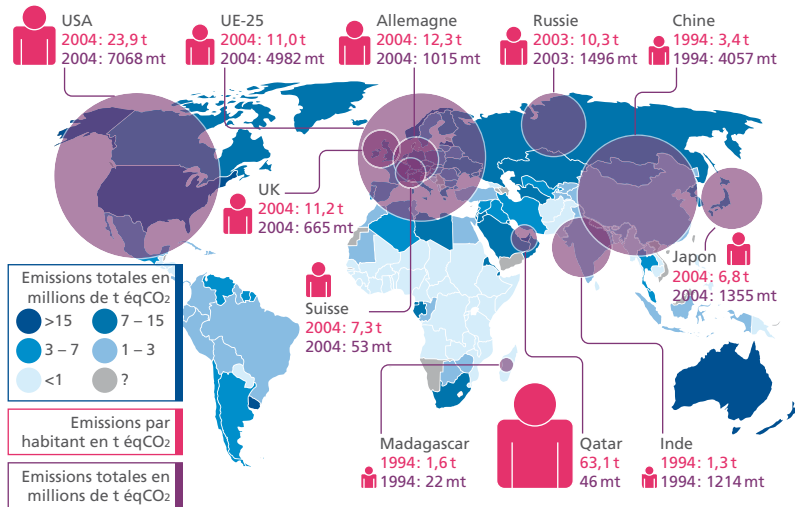 USA
2004: 23,9 t
2004: 7068 mt
UE-25
2004: 11,0 t
2004: 4982 mt
Allemagne
2004: 12,3 t
2004: 1015 mt
Russie
2003: 10,3 t
2003: 1496 mt
Chine
1994: 3,4 t
1994: 4057 mt
UK
2004: 11,2 t
2004: 665 mt
Japon
2004: 6,8 t
2004: 1355 mt
Suisse
2004: 7,3 t
2004: 53 mt
Emissions totales en
millions de t éqCO₂
>15
7 – 15
3 – 7
1 – 3
<1
?
Emissions par
habitant en t éqCO₂
Emissions totales en
millions de t éqCO₂
Madagascar
1994: 1,6 t
1994: 22 mt
Qatar
63,1 t
46 mt
Inde
1994: 1,3 t
1994: 1214 mt